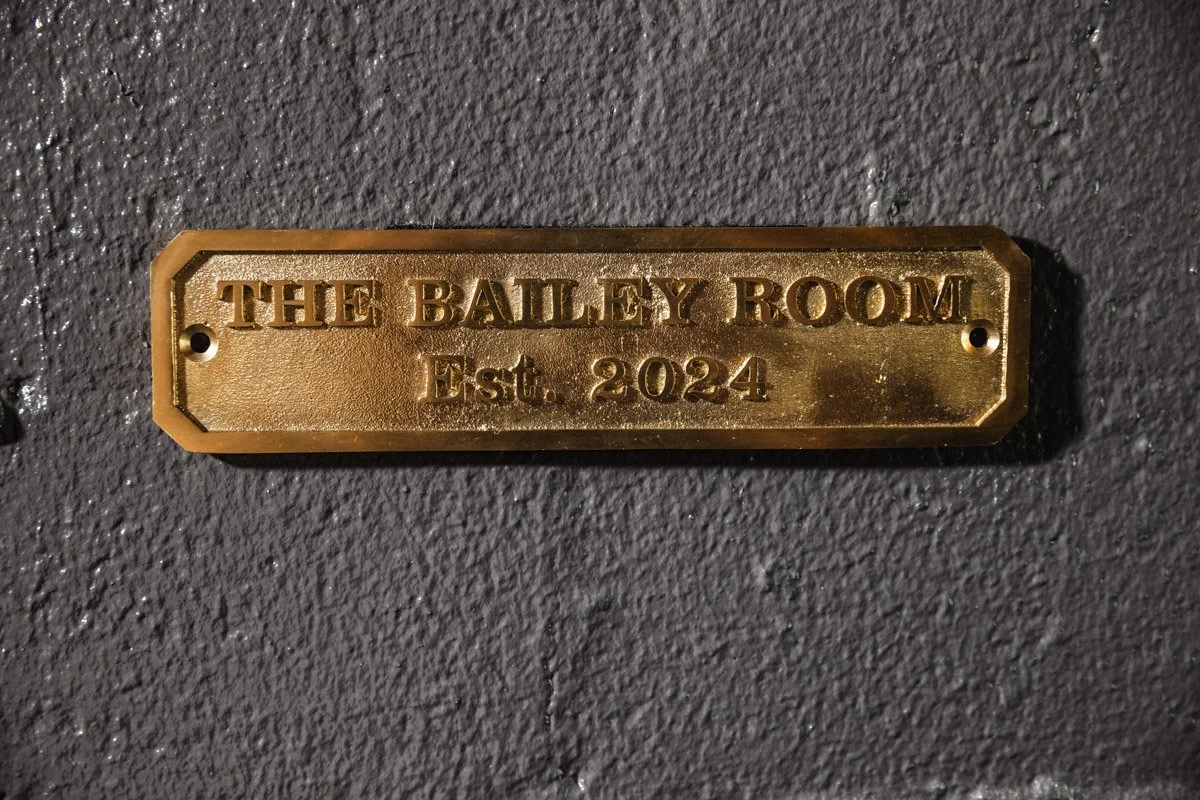 THE BAILEY ROOM
Est. 2024